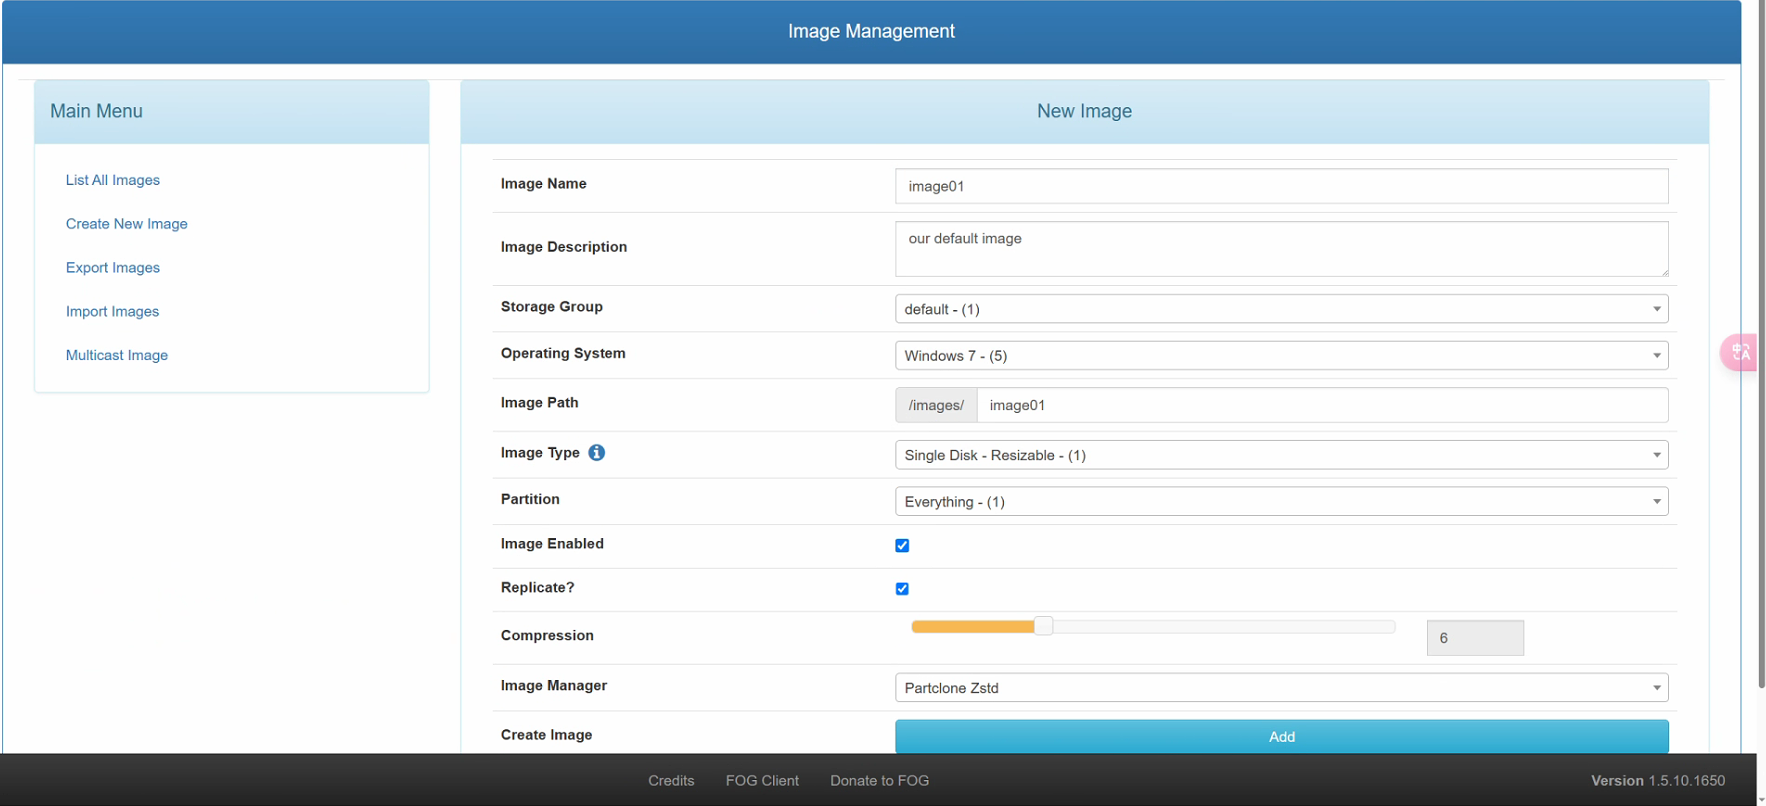 Image Management
Main Menu
List All Images
Create New Image
Export Images
Import Images
Multicast Image
New Image
Image Name
image01
Image Description
our default image
Storage Group
default - (1)
Operating System
Windows 7 - (5)
Image Path
/images/ image01
Image Type
Single Disk - Resizable - (1)
Partition
Everything - (1)
Image Enabled
Replicate?
Compression
6
Image Manager
Partclone Zstd
Create Image
Add
Credits FOG Client Donate to FOG
Version 1.5.10.1650